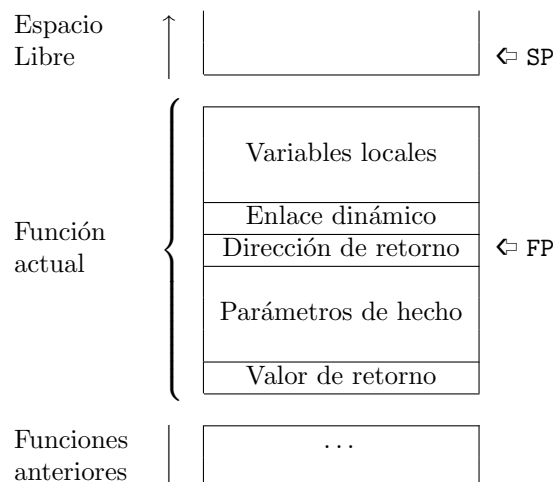 Espacio
Libre
⇦ SP
Variables locales
Enlace dinámico
Función
actual
Dirección de retorno
⇦ FP
Parámetros de hecho
Valor de retorno
Funciones
anteriores
...